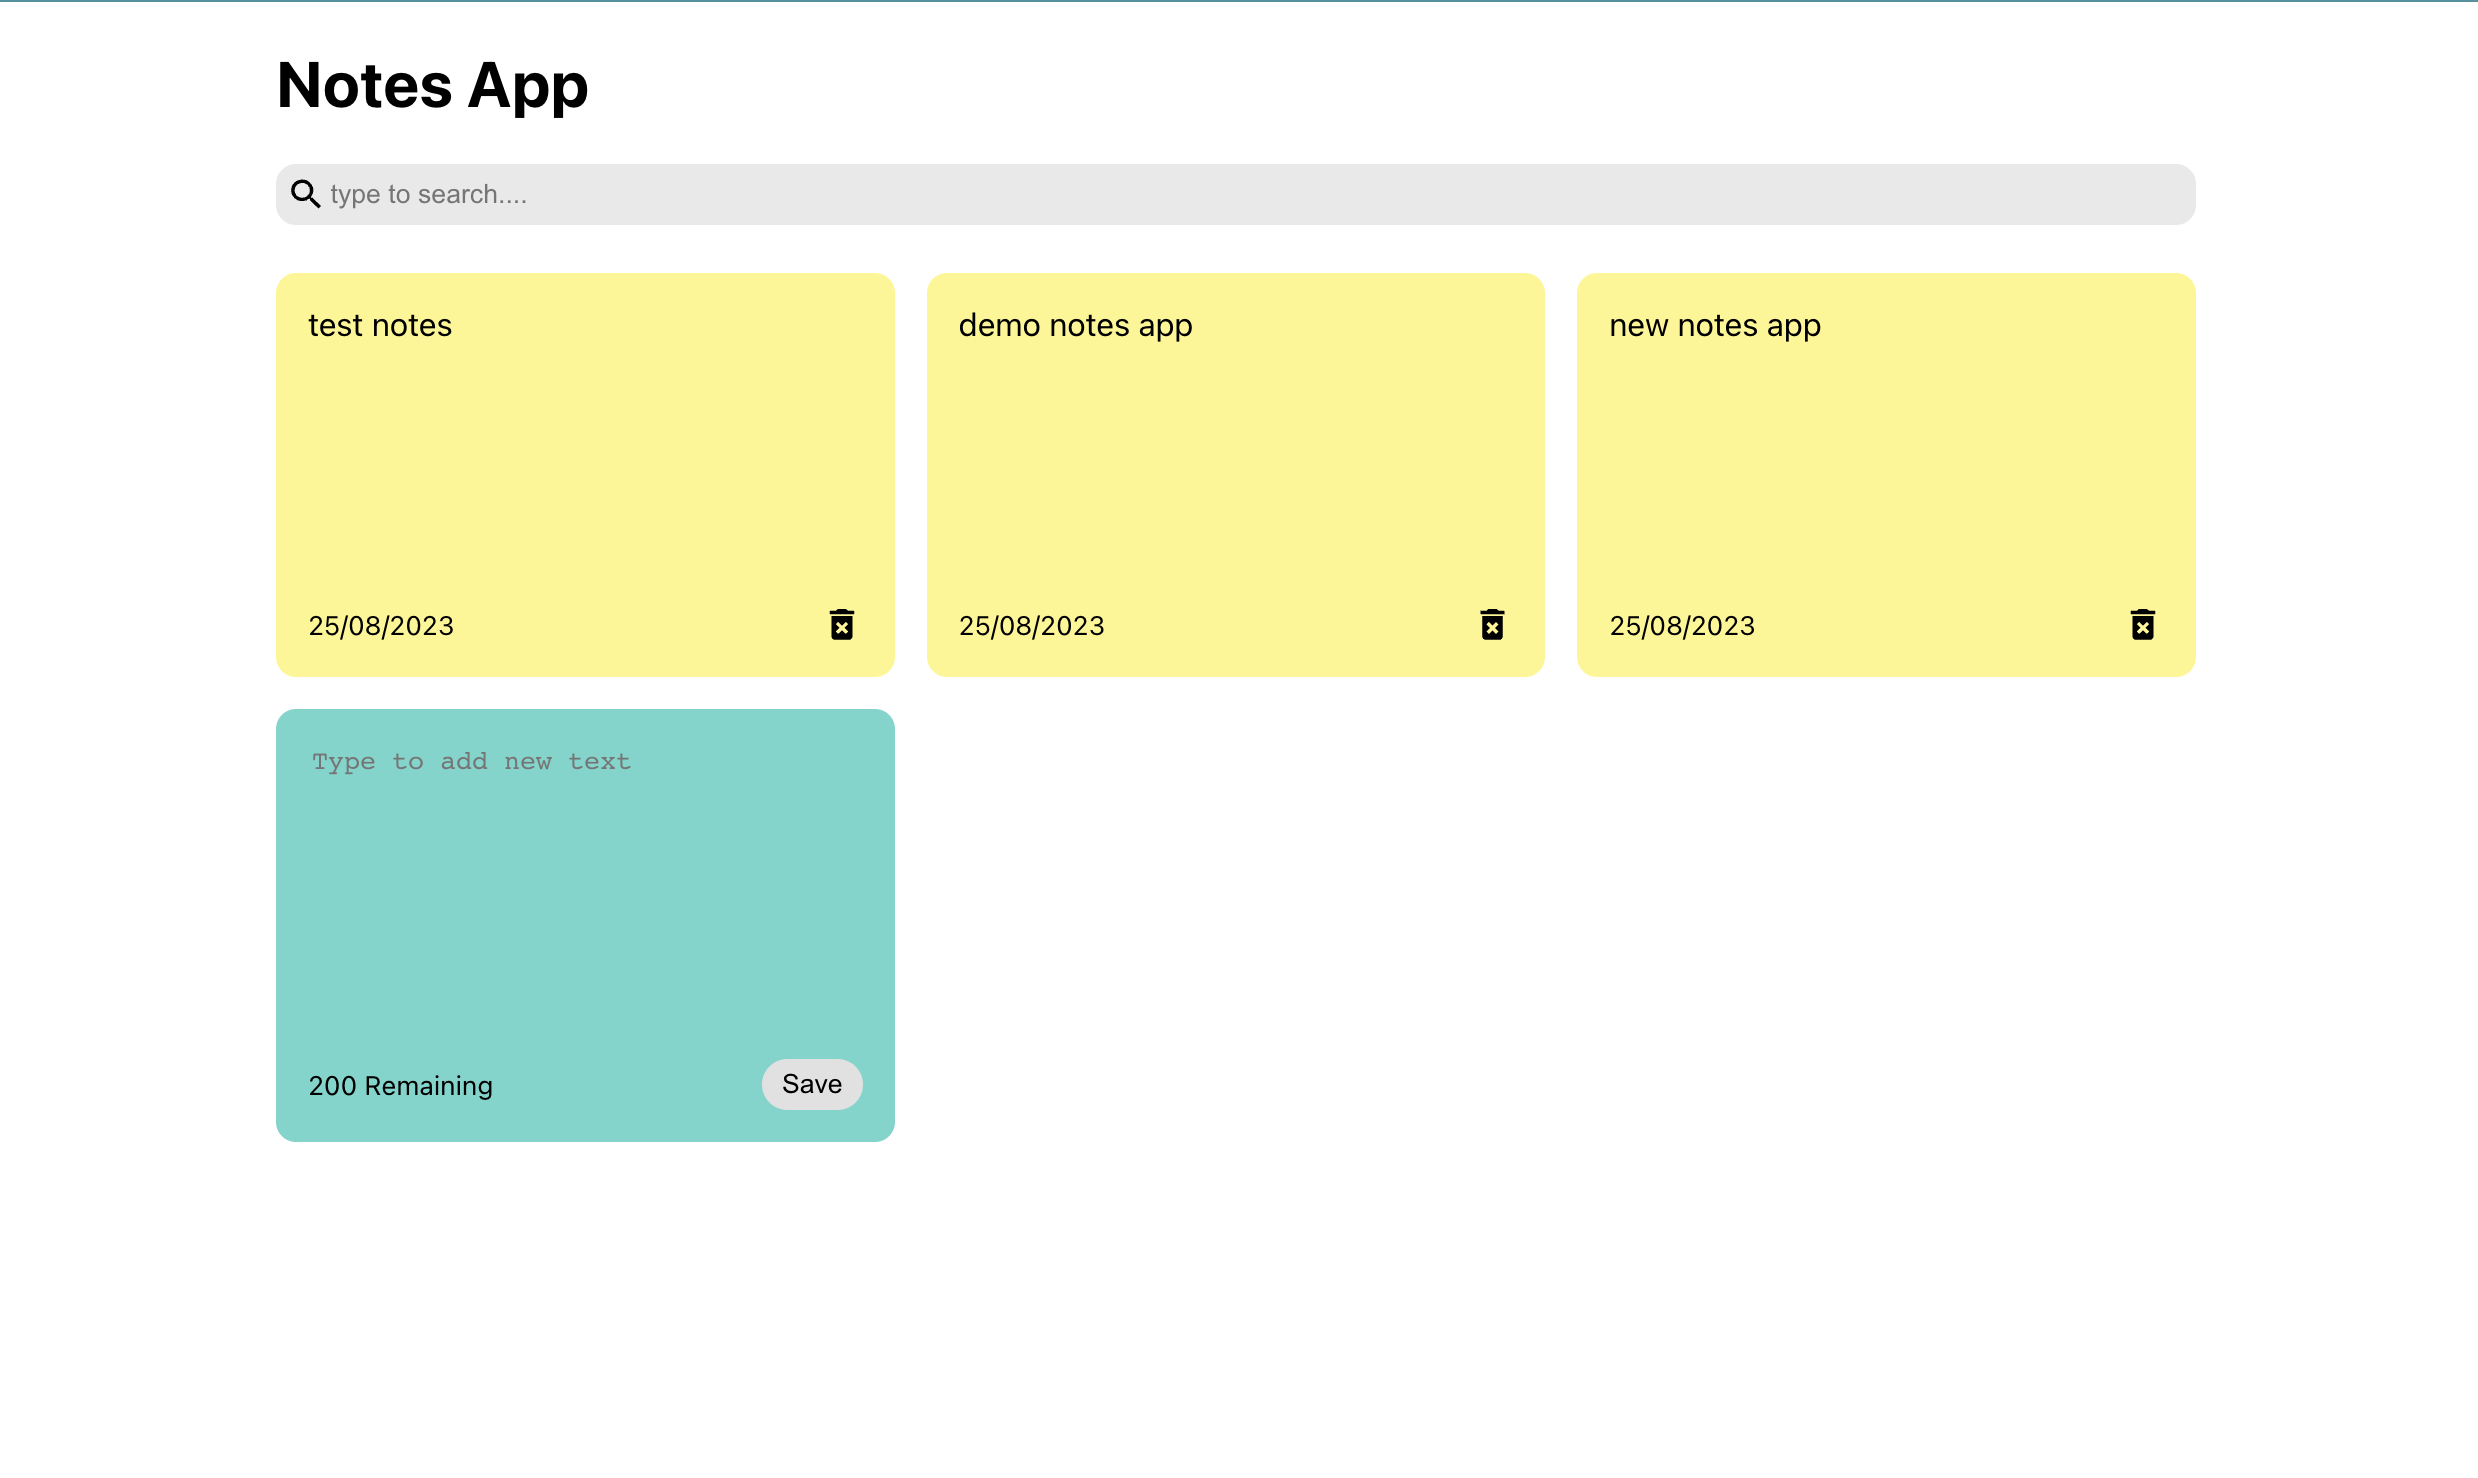 Notes App
type to search....
test notes
demo notes app
new notes app
25/08/2023
25/08/2023
25/08/2023
Type to add new text
200 Remaining
Save